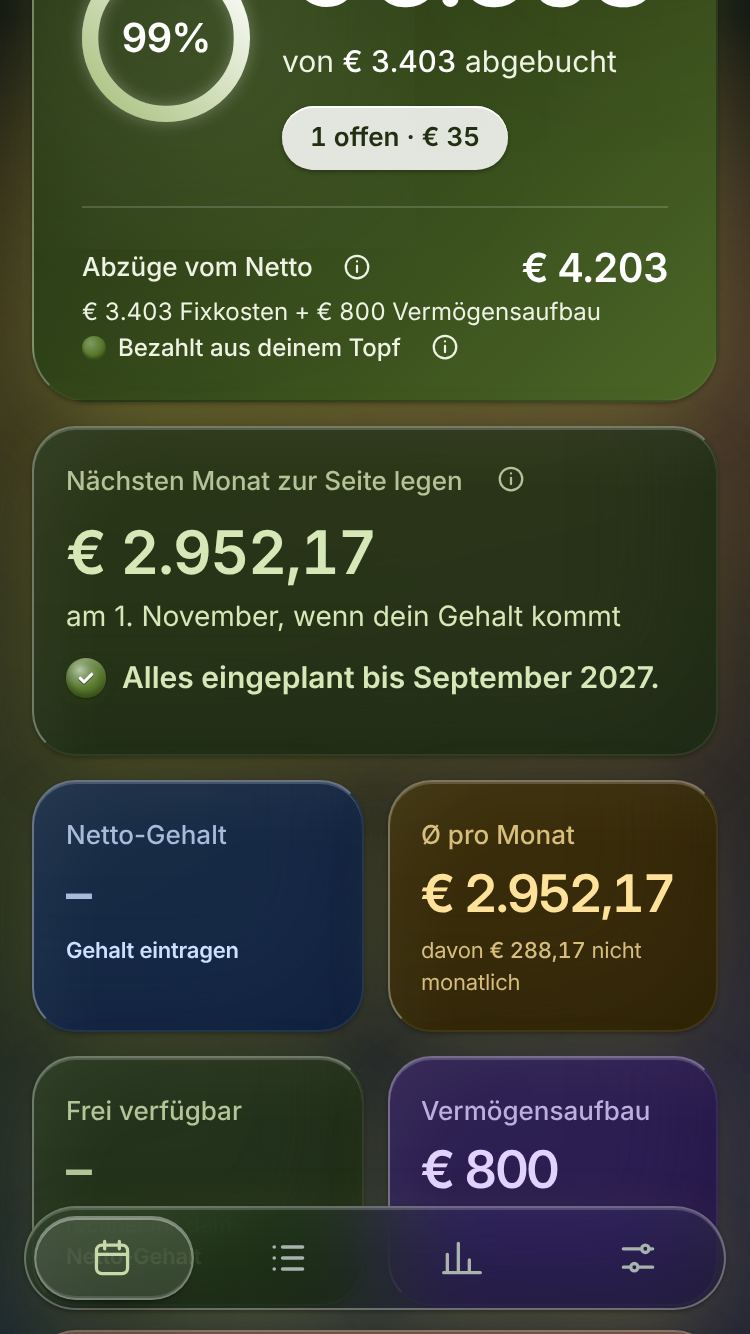 99%
von € 3.403 abgebucht
1 offen · € 35
Abzüge vom Netto
€ 4.203
€ 3.403 Fixkosten + € 800 Vermögensaufbau
Bezahlt aus deinem Topf
Nächsten Monat zur Seite legen
€ 2.952,17
am 1. November, wenn dein Gehalt kommt
Alles eingeplant bis September 2027.
Netto-Gehalt
–
Gehalt eintragen
Ø pro Monat
€ 2.952,17
davon € 288,17 nicht
monatlich
Frei verfügbar
–
Netto-Gehalt
Vermögensaufbau
€ 800